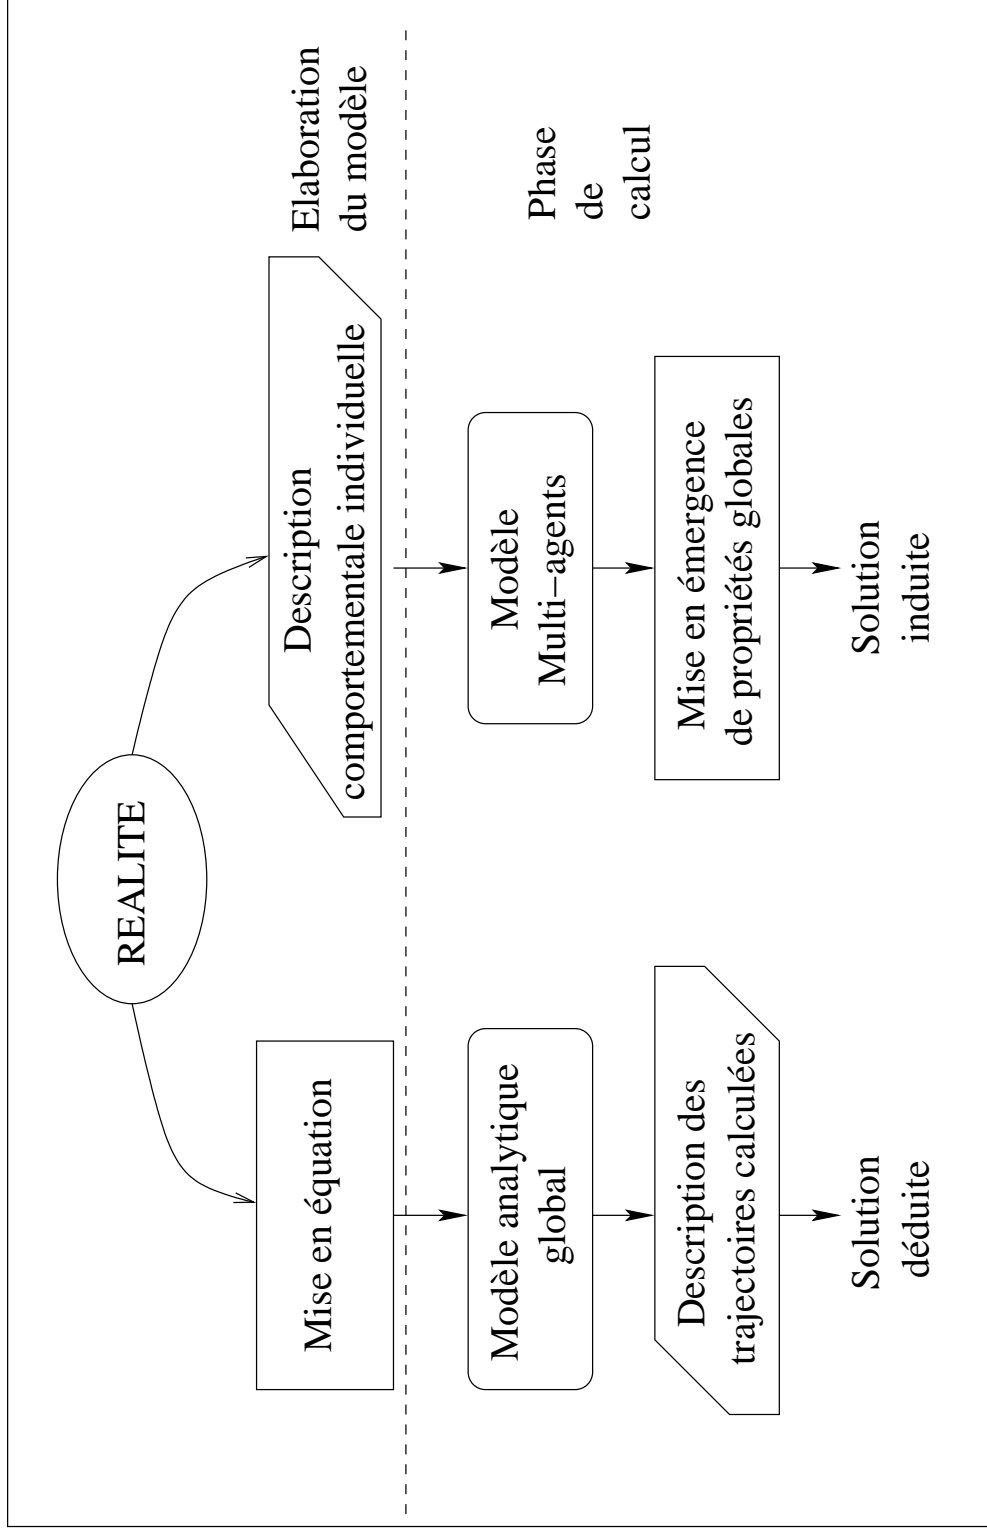 REALITE
Mise en équation
Description
comportementale individuelle
Elaboration
du modèle
Modèle analytique
global
Modèle
Multi−agents
Phase
de
calcul
Description des
trajectoires calculées
Mise en émergence
de propriétés globales
Solution
déduite
Solution
induite